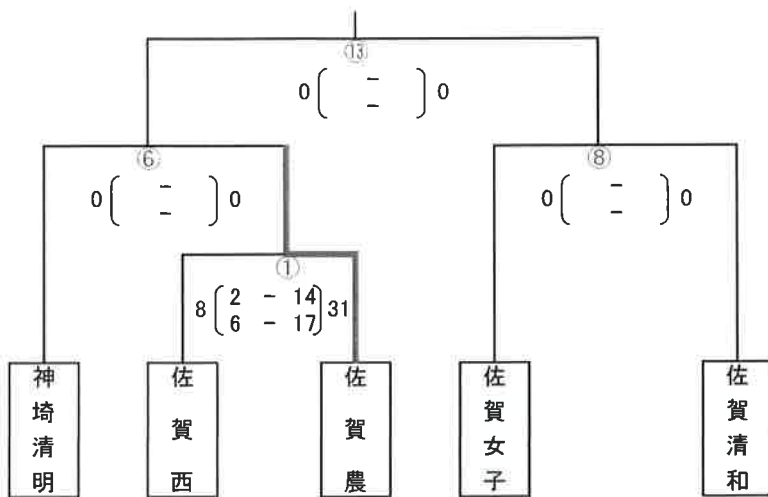 ⑬
0 ( - - ) 0
⑥
0 ( - - ) 0
⑧
0 ( - - ) 0
①
8 ( 2 - 14 ) 31
6 - 17
神埼清明
佐賀西
佐賀農
佐賀女子
佐賀清和